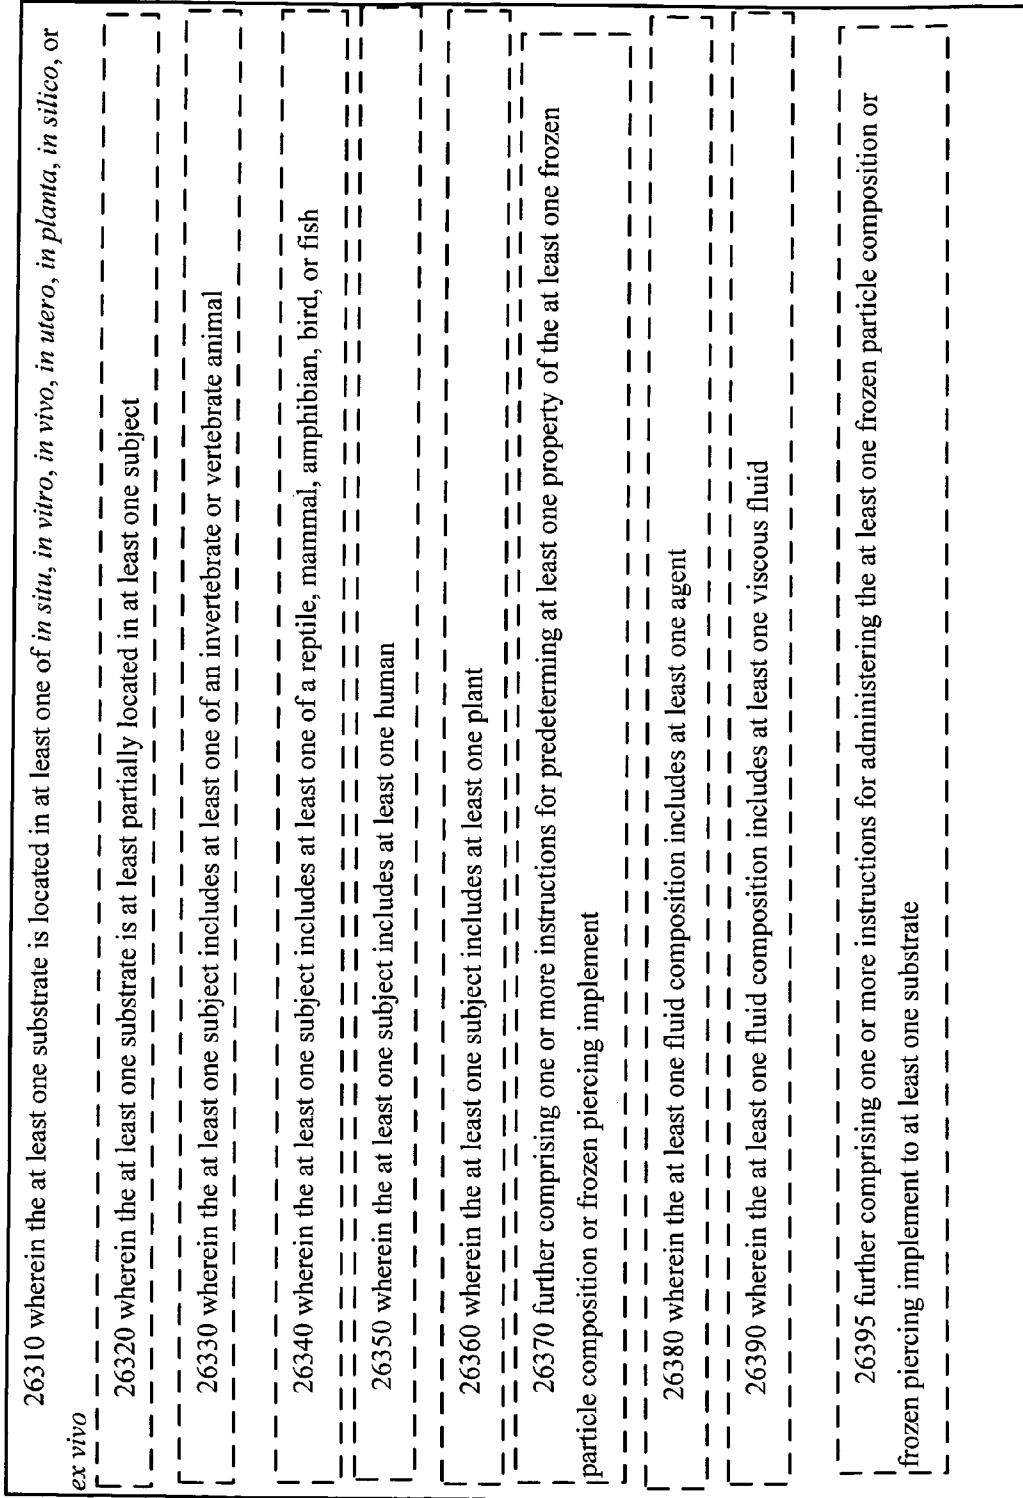 26310 wherein the at least one substrate is located in at least one of in situ, in vitro, in vivo, in utero, in planta, in silico, or
ex vivo
26320 wherein the at least one substrate is at least partially located in at least one subject
26330 wherein the at least one subject includes at least one of an invertebrate or vertebrate animal
26340 wherein the at least one subject includes at least one of a reptile, mammal, amphibian, bird, or fish
26350 wherein the at least one subject includes at least one human
26360 wherein the at least one subject includes at least one plant
26370 further comprising one or more instructions for predetermining at least one property of the at least one frozen
particle composition or frozen piercing implement
26380 wherein the at least one fluid composition includes at least one agent
26390 wherein the at least one fluid composition includes at least one viscous fluid
26395 further comprising one or more instructions for administering the at least one frozen particle composition or
frozen piercing implement to at least one substrate